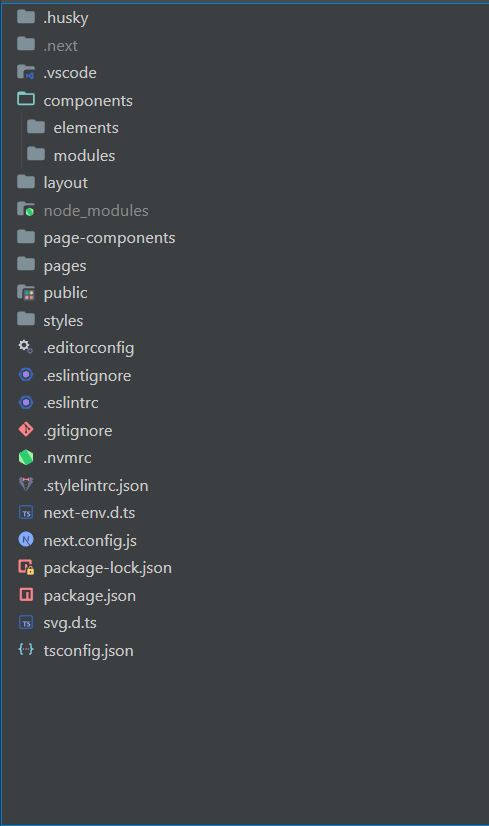 .husky
.next
.vscode
components
elements
modules
layout
node_modules
page-components
pages
public
styles
.editorconfig
.eslintignore
.eslintrc
.gitignore
.nvmrc
.stylelintrc.json
next-env.d.ts
next.config.js
package-lock.json
package.json
svg.d.ts
tsconfig.json